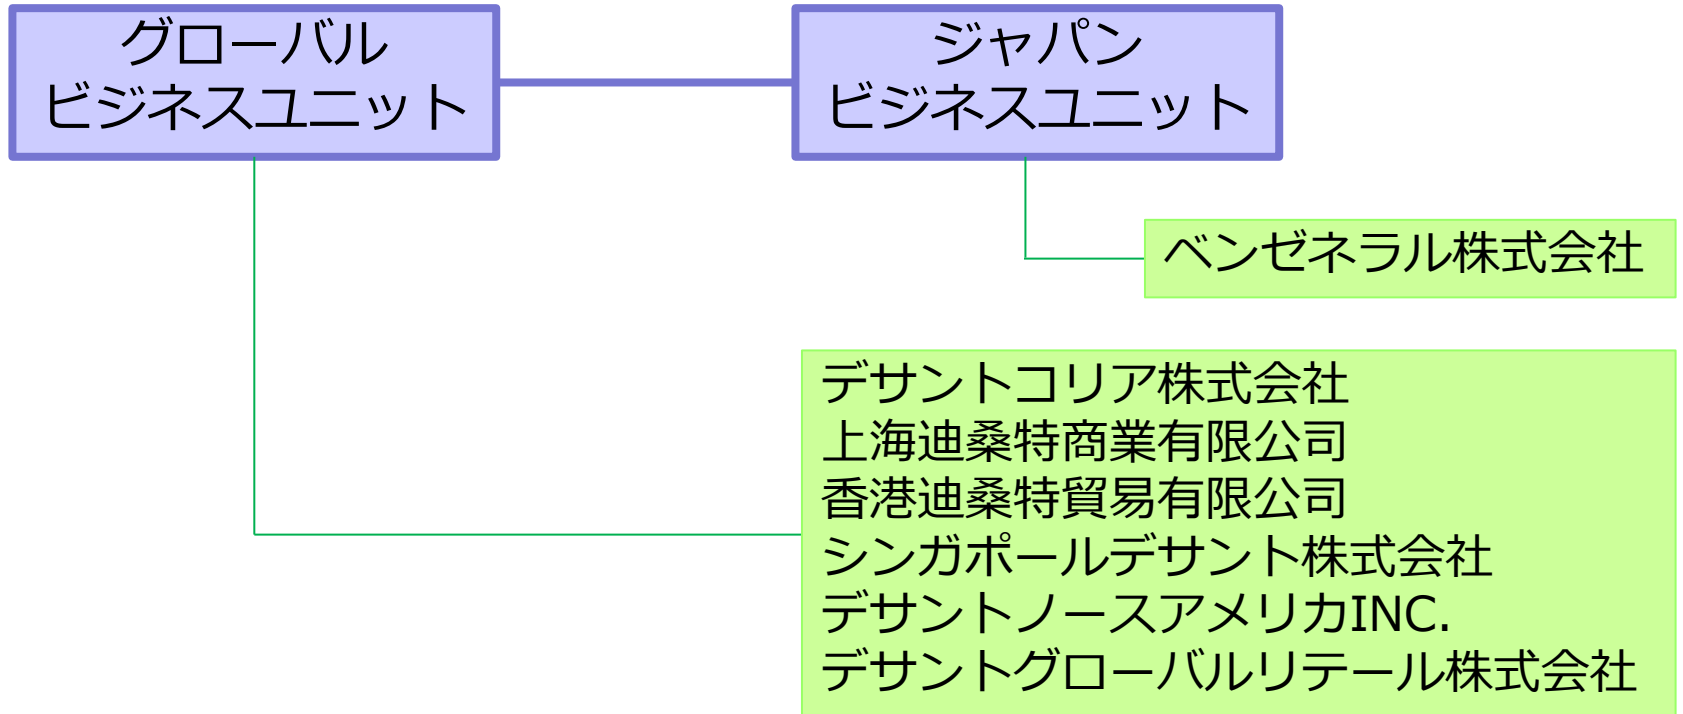 グローバル
ビジネスユニット
ジャパン
ビジネスユニット
ベンゼネラル株式会社
デサントコリア株式会社
上海迪桑特商業有限公司
香港迪桑特貿易有限公司
シンガポールデサント株式会社
デサントノースアメリカINC.
デサントグローバルリテール株式会社